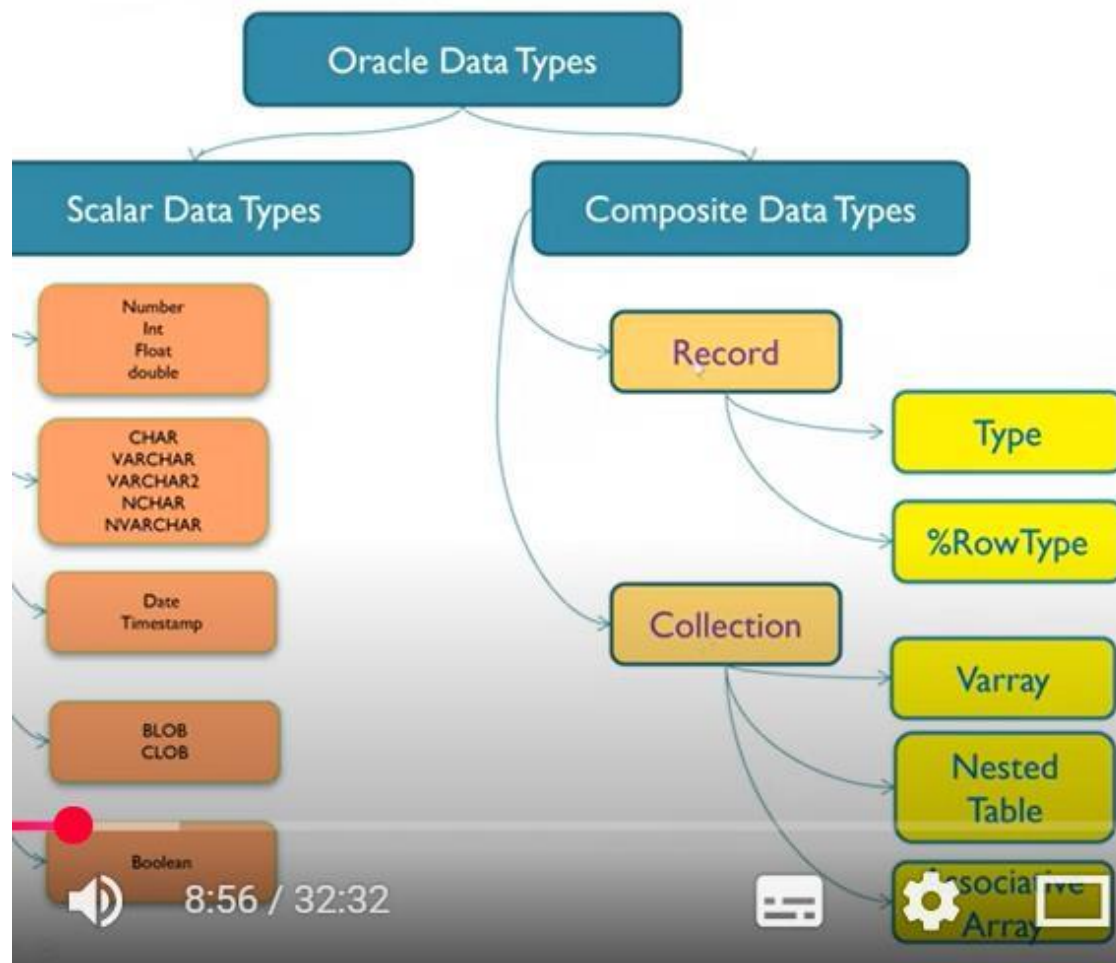 Oracle Data Types
Scalar Data Types
Composite Data Types
Number
Int
Float
double
CHAR
VARCHAR
VARCHAR2
NCHAR
NVARCHAR
Date
Timestamp
BLOB
CLOB
Boolean
Record
Type
%RowType
Collection
Varray
Nested
Table
Associative
Array
8:56 / 32:32